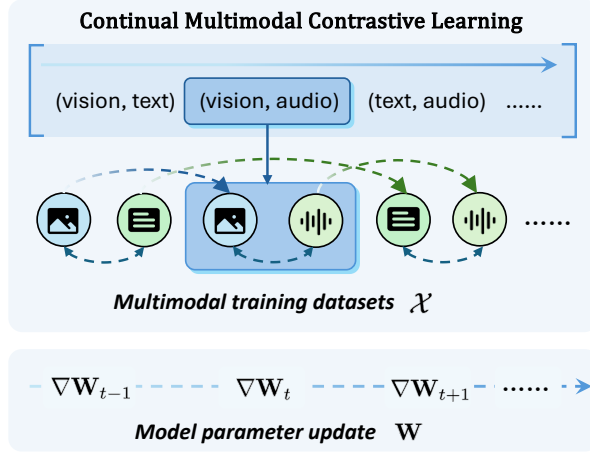 Continual Multimodal Contrastive Learning
(vision, text) (vision, audio) (text, audio) ......
......
Multimodal training datasets 𝒳
∇W_{t−1} ∇W_t ∇W_{t+1} ......
Model parameter update W